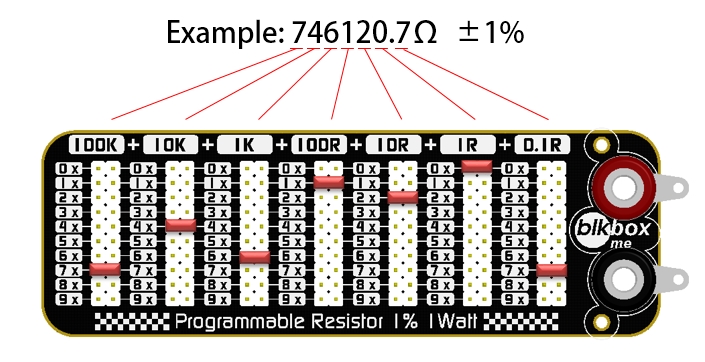 Example: 746120.7Ω ±1%
100K + 10K + 1K + 100R + 10R + 1R + 0.1R
0x 0x 0x 0x 0x 0x 0x
1x 1x 1x 1x 1x 1x 1x
2x 2x 2x 2x 2x 2x 2x
3x 3x 3x 3x 3x 3x 3x
4x 4x 4x 4x 4x 4x 4x
5x 5x 5x 5x 5x 5x 5x
6x 6x 6x 6x 6x 6x 6x
7x 7x 7x 7x 7x 7x 7x
8x 8x 8x 8x 8x 8x 8x
9x 9x 9x 9x 9x 9x 9x
blkbox
me
Programmable Resistor 1% 1Watt